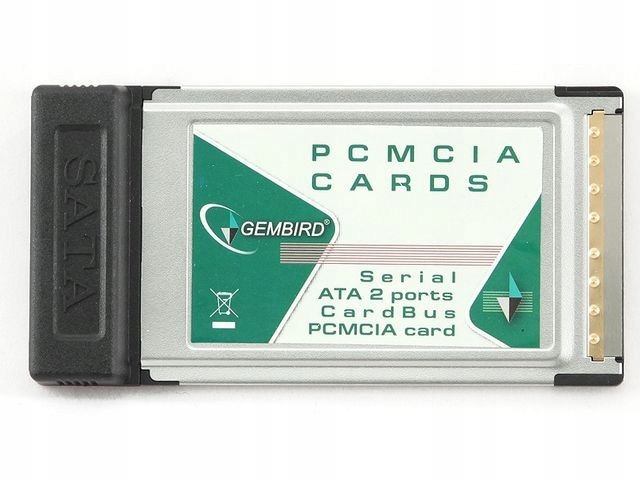 SATA
PCMCIA
CARDS
GEMBIRD®
Serial
ATA 2 ports
CardBus
PCMCIA card